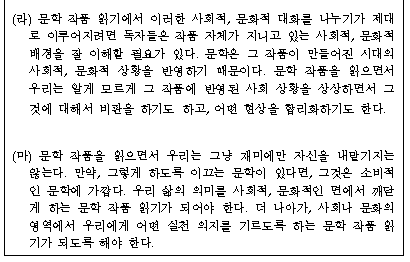 (라) 문학 작품 읽기에서 이러한 사회적, 문화적 대화를 나누기가 제대
로 이루어지려면 독자들은 작품 자체가 지니고 있는 사회적, 문화적
배경을 잘 이해할 필요가 있다. 문학은 그 작품이 만들어진 시대의
사회적, 문화적 상황을 반영하기 때문이다. 문학 작품을 읽으면서
우리는 알게 모르게 그 작품에 반영된 사회 상황을 상상하면서 그
것에 대해서 비판을 하기도 하고, 어떤 현상을 합리화하기도 한다.
(마) 문학 작품을 읽으면서 우리는 그냥 재미에만 자신을 내맡기지는
않는다. 만약, 그렇게 하도록 이끄는 문학이 있다면, 그것은 소비적
인 문학에 가깝다. 우리 삶의 의미를 사회적, 문화적인 면에서 깨닫
게 하는 문학 작품 읽기가 되어야 한다. 더 나아가, 사회나 문화의
영역에서 우리에게 어떤 실천 의지를 기르도록 하는 문학 작품 읽
기가 되도록 해야 한다.